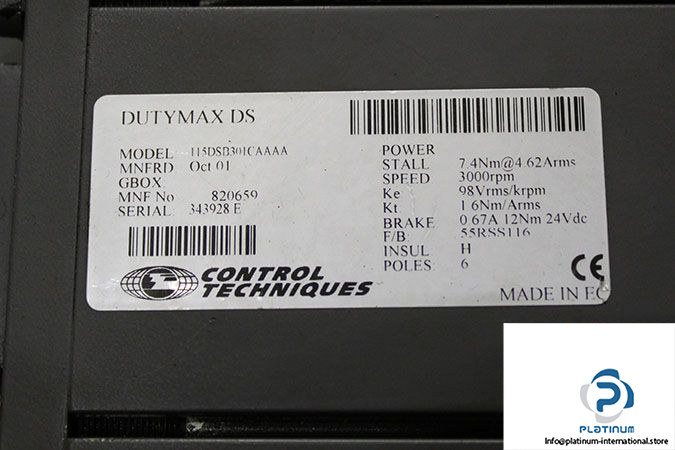 DUTYMAX DS
MODEL 115DSB301CAAAA
MNFRD Oct 01
GBOX
MNF No 820659
SERIAL 343928 E
CONTROL TECHNIQUES
POWER
STALL 7.4Nm@4.62Arms
SPEED 3000rpm
Ke 98Vrms/krpm
Kt 1 6Nm/Arms
BRAKE 0 67A 12Nm 24Vdc
F/B 55RSS116
INSUL H
POLES 6
CE
MADE IN EC
PLATINUM
info@platinum-international.store